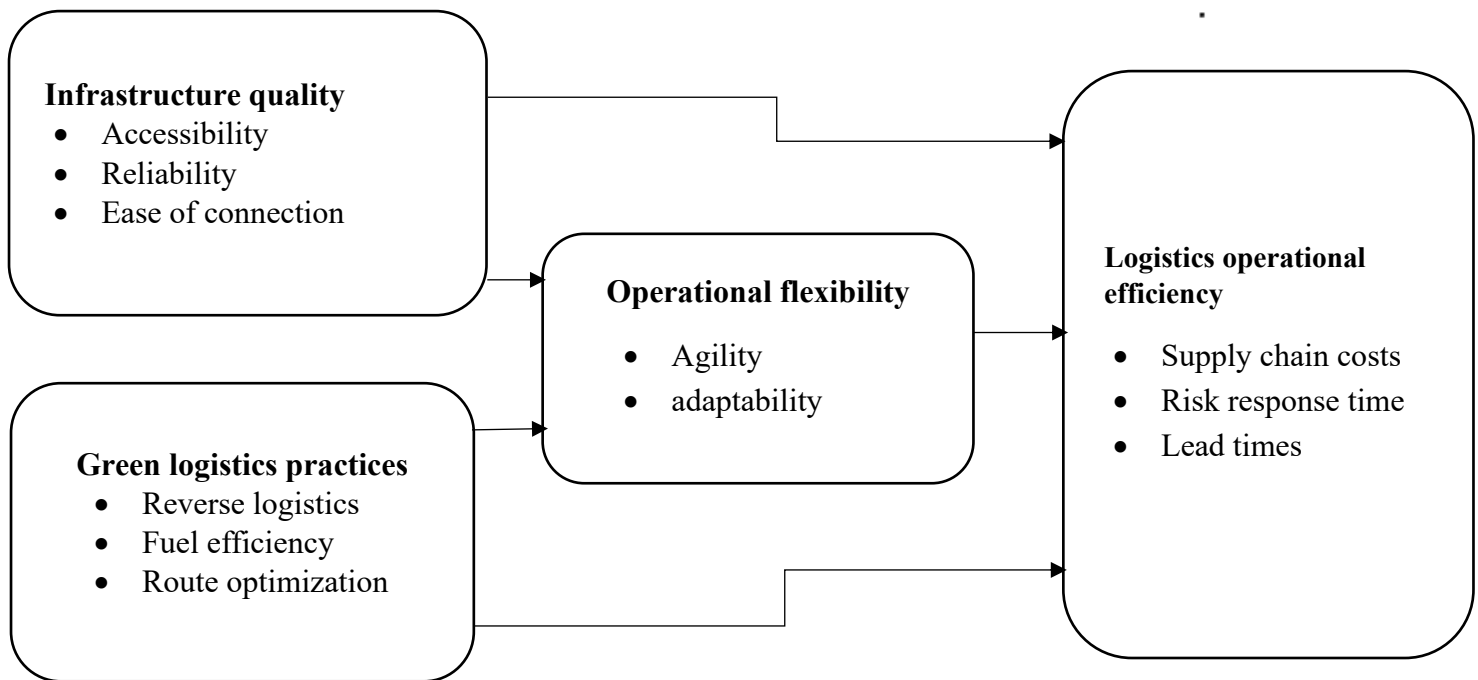 Infrastructure quality
• Accessibility
• Reliability
• Ease of connection
Operational flexibility
• Agility
• adaptability
Green logistics practices
• Reverse logistics
• Fuel efficiency
• Route optimization
Logistics operational
efficiency
• Supply chain costs
• Risk response time
• Lead times